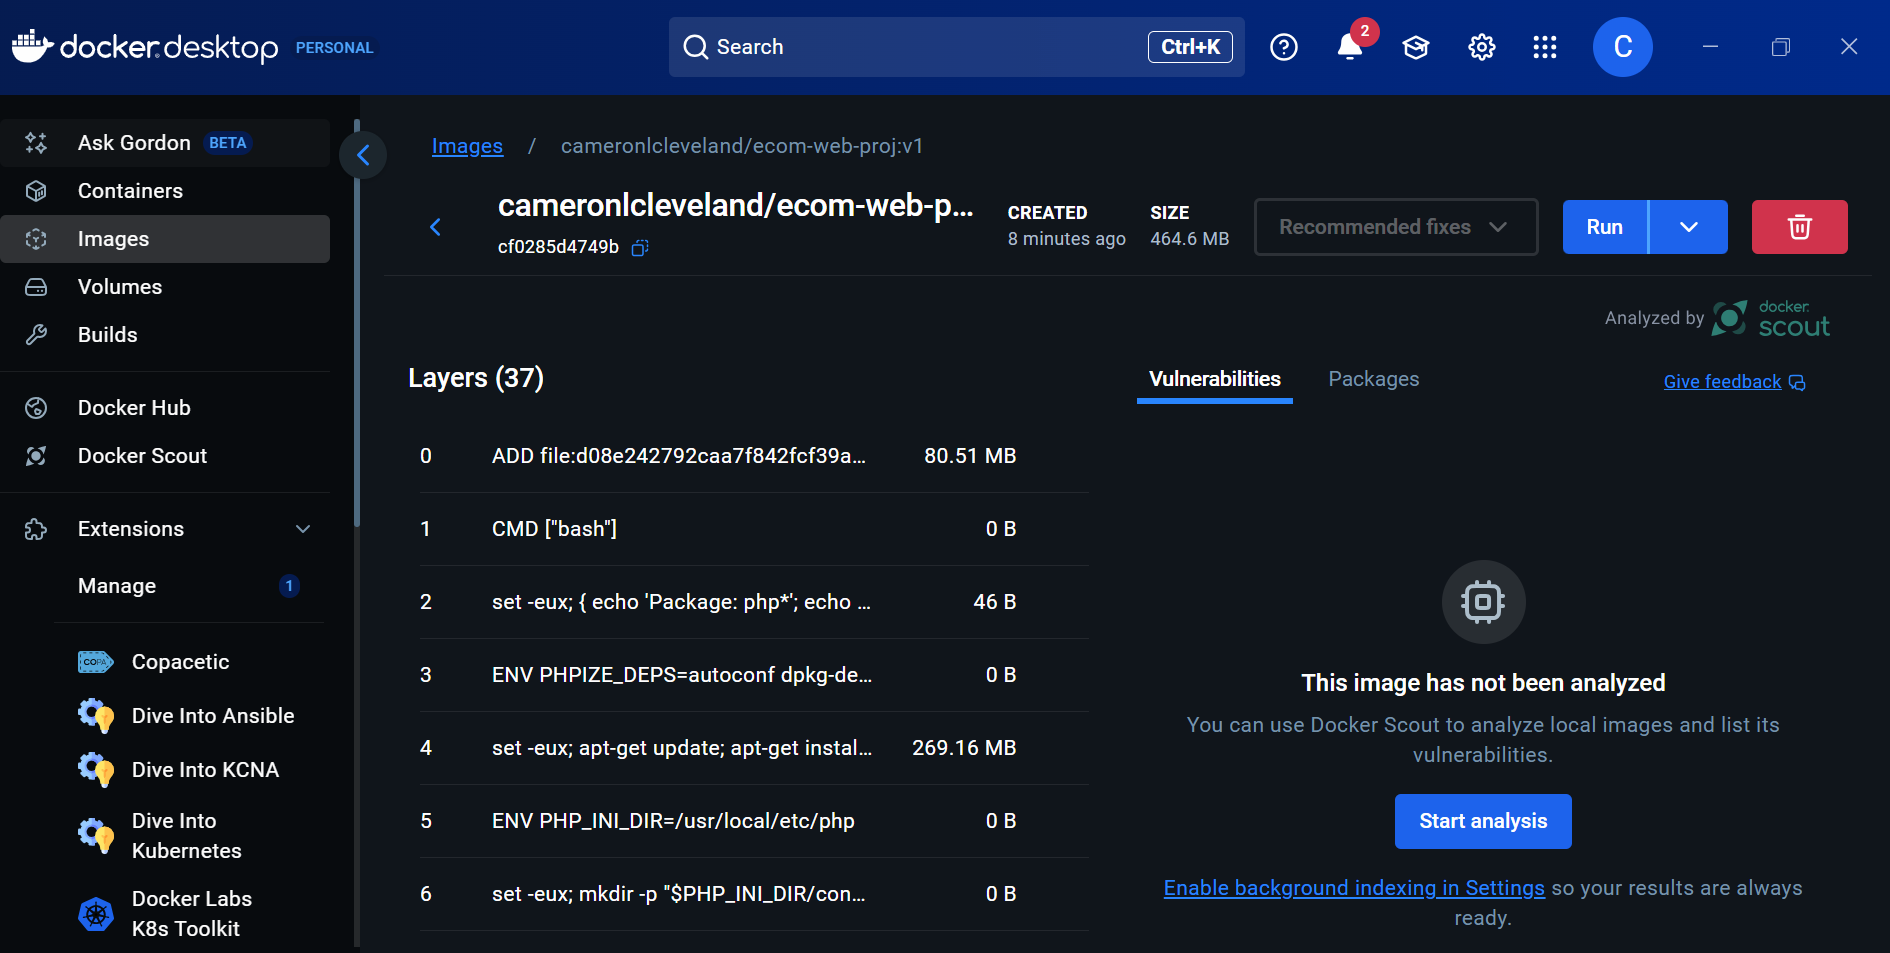 docker desktop PERSONAL
Search
Ctrl+K
2
C
Ask Gordon BETA
Containers
Images
Volumes
Builds
Docker Hub
Docker Scout
Extensions
Manage 1
COPA
Copacetic
Dive Into Ansible
Dive Into KCNA
Dive Into
Kubernetes
Docker Labs
K8s Toolkit
Images / cameronlcleveland/ecom-web-proj:v1
cameronlcleveland/ecom-web-p...
cf0285d4749b
CREATED
8 minutes ago
SIZE
464.6 MB
Recommended fixes
Run
Analyzed by docker scout
Layers (37)
0 ADD file:d08e242792caa7f842fcf39a... 80.51 MB
1 CMD ["bash"] 0 B
2 set -eux; { echo 'Package: php*'; echo ... 46 B
3 ENV PHPIZE_DEPS=autoconf dpkg-de... 0 B
4 set -eux; apt-get update; apt-get instal... 269.16 MB
5 ENV PHP_INI_DIR=/usr/local/etc/php 0 B
6 set -eux; mkdir -p "$PHP_INI_DIR/con... 0 B
Vulnerabilities
Packages
Give feedback
This image has not been analyzed
You can use Docker Scout to analyze local images and list its
vulnerabilities.
Start analysis
Enable background indexing in Settings so your results are always
ready.